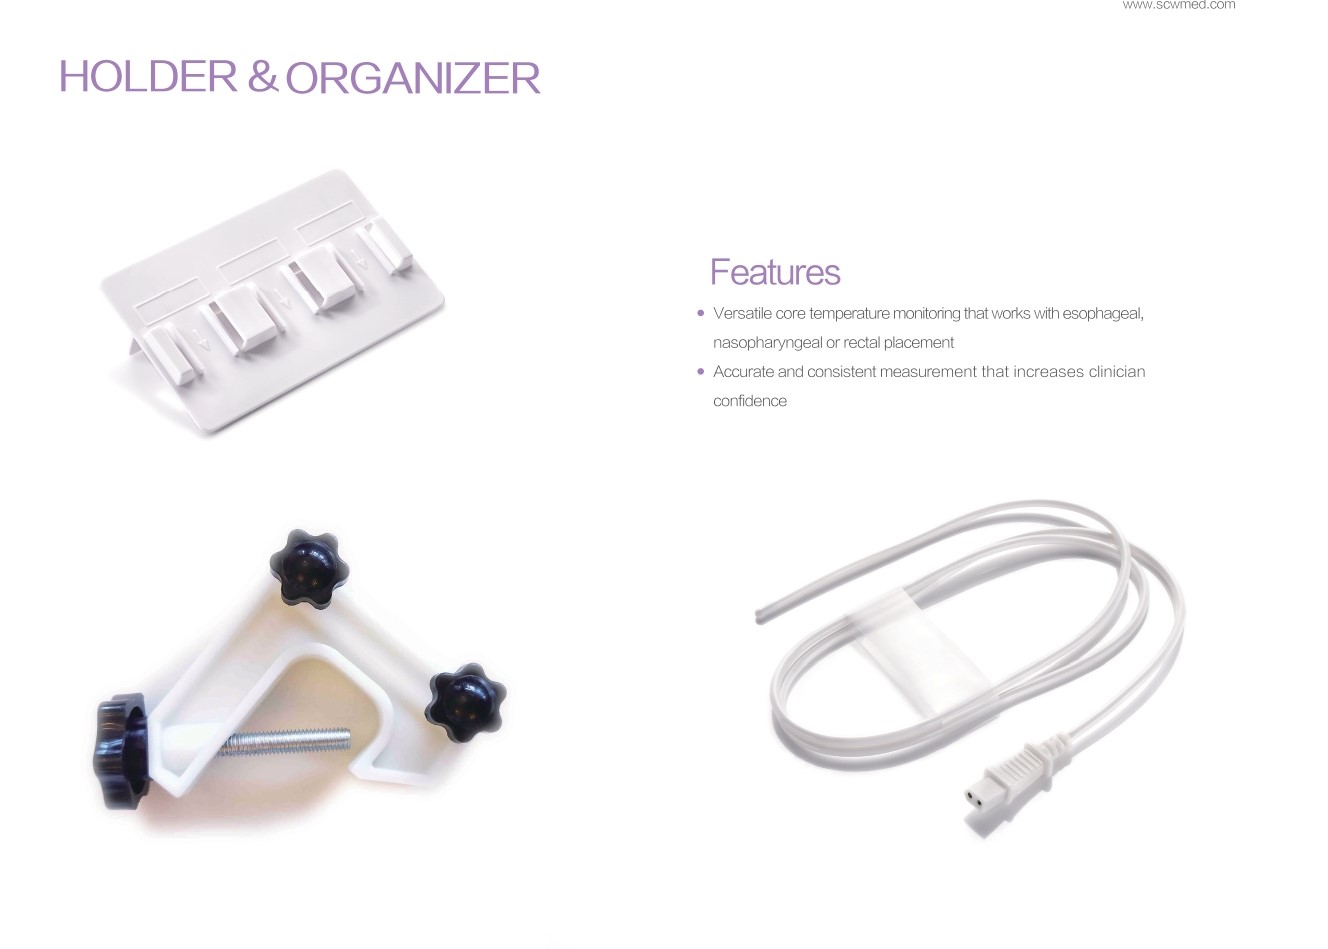 www.scwmed.com
HOLDER & ORGANIZER
Features
• Versatile core temperature monitoring that works with esophageal,
nasopharyngeal or rectal placement
• Accurate and consistent measurement that increases clinician
confidence